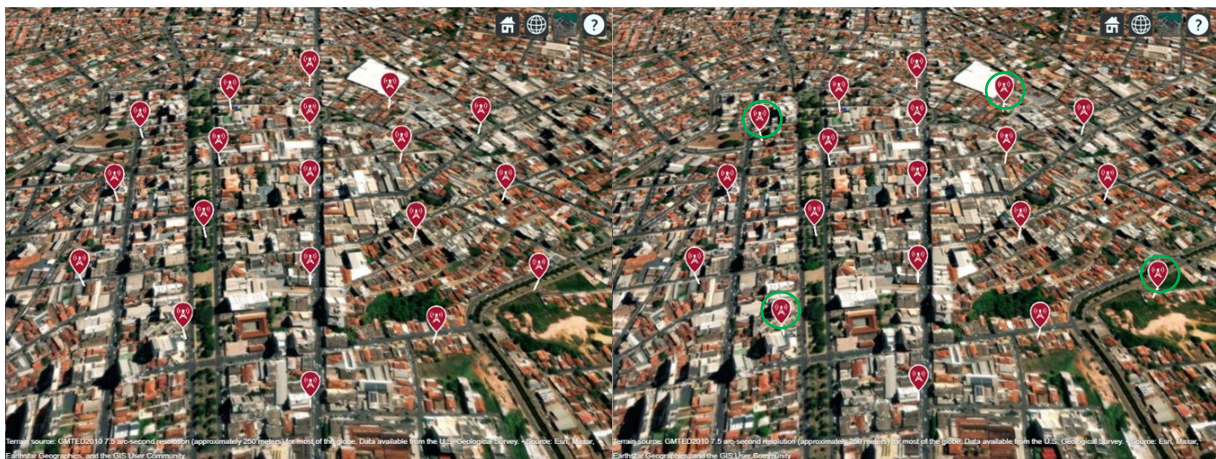 ?
?
Terrain source: GMTED2010 7.5 arc-second resolution (approximately 250 meters) for most of the globe. Data available from the U.S. Geological Survey. - Source: Esri, Maxar,
Earthstar Geographics, and the GIS User Community
Terrain source: GMTED2010 7.5 arc-second resolution (approximately 250 meters) for most of the globe. Data available from the U.S. Geological Survey. - Source: Esri, Maxar,
Earthstar Geographics, and the GIS User Community